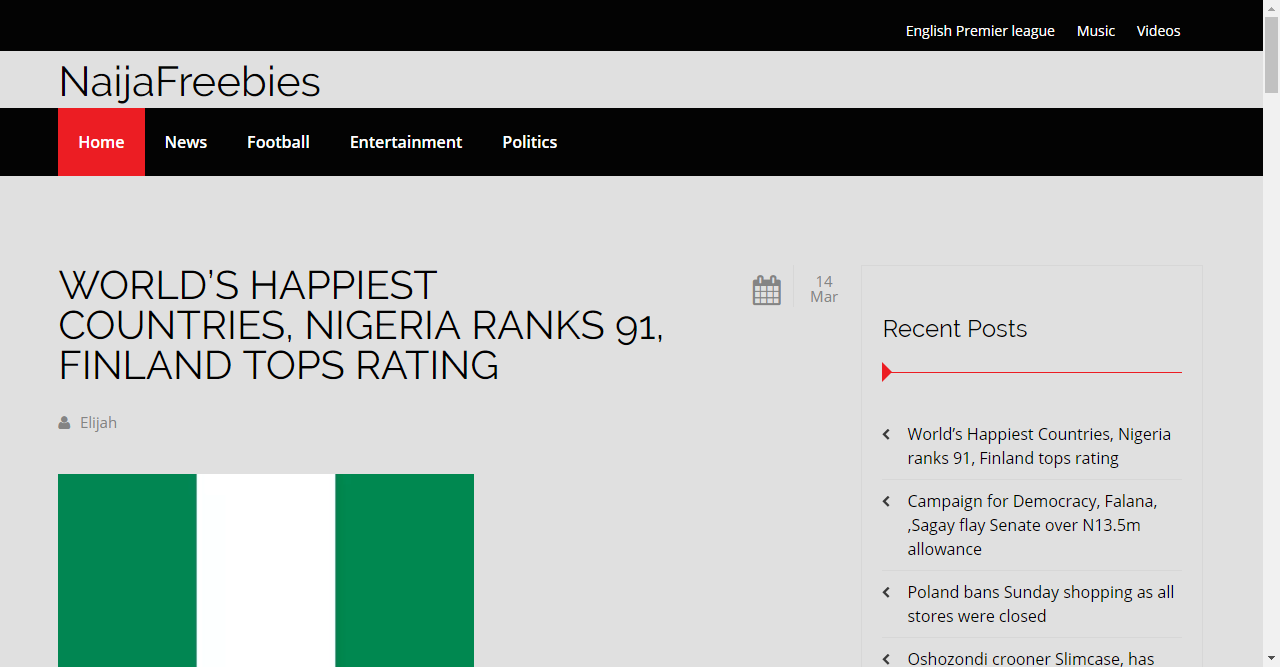 English Premier league Music Videos
NaijaFreebies
Home News Football Entertainment Politics
WORLD’S HAPPIEST
COUNTRIES, NIGERIA RANKS 91,
FINLAND TOPS RATING
14
Mar
Elijah
Recent Posts
World’s Happiest Countries, Nigeria
ranks 91, Finland tops rating
Campaign for Democracy, Falana,
,Sagay flay Senate over N13.5m
allowance
Poland bans Sunday shopping as all
stores were closed
Oshozondi crooner Slimcase, has